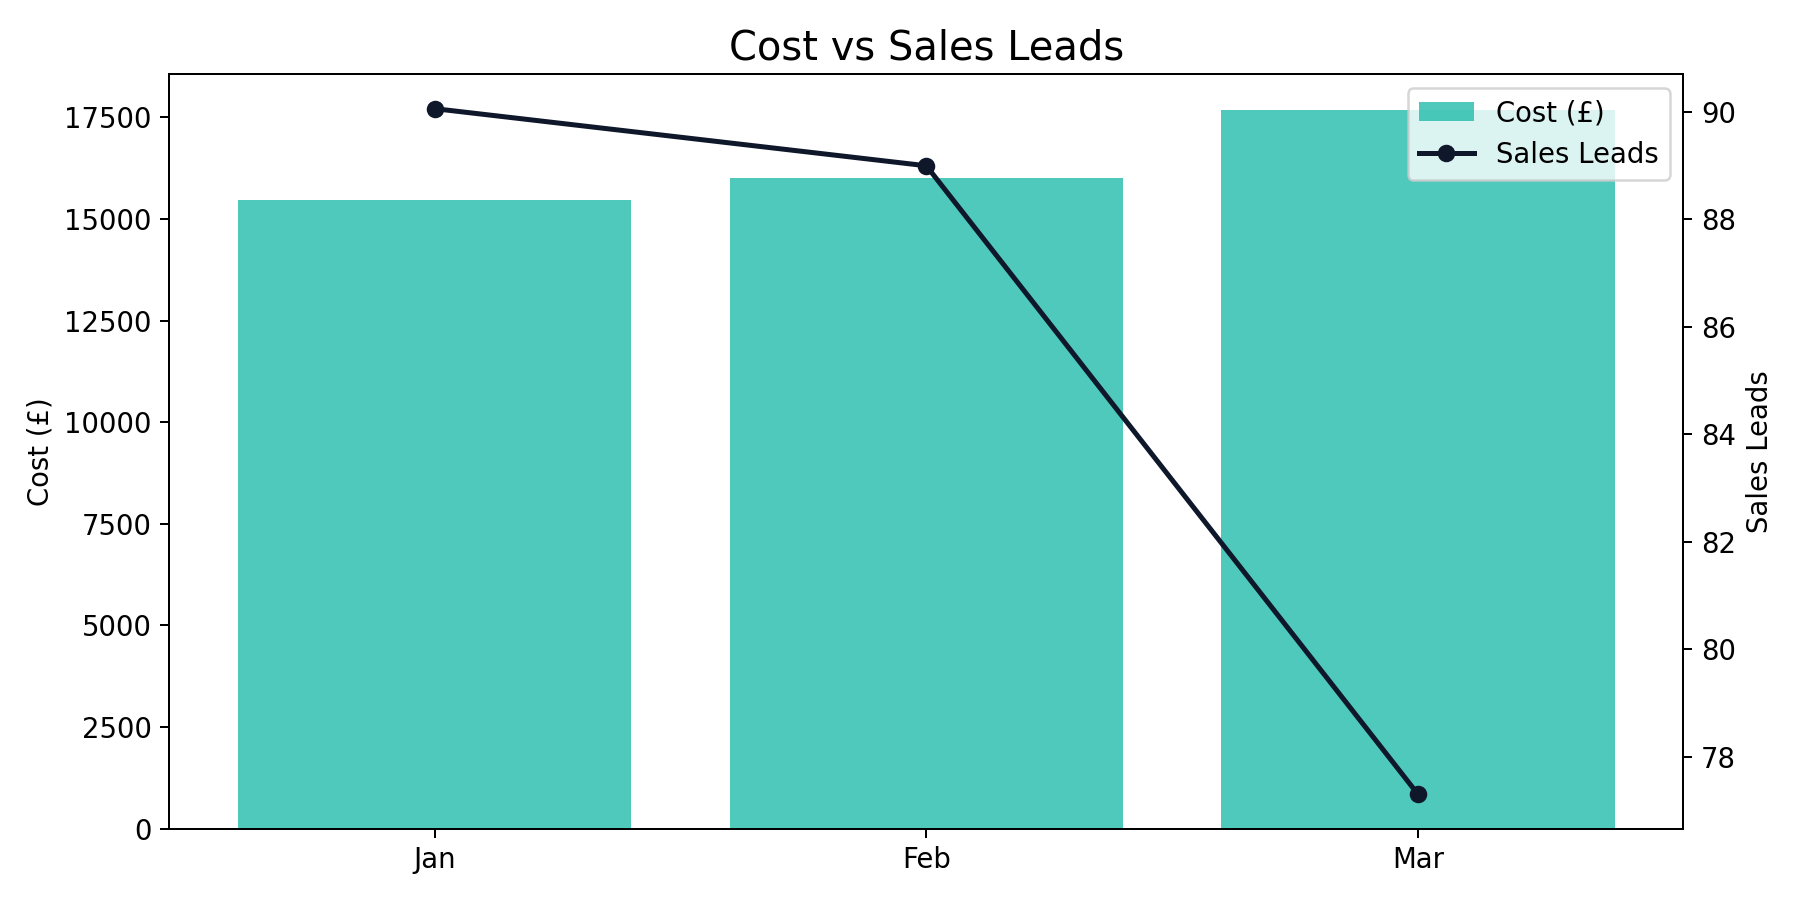 Cost vs Sales Leads
Cost (£)
Sales Leads
17500
15000
12500
10000
7500
5000
2500
0
Cost (£)
90
88
86
84
82
80
78
Sales Leads
Jan
Feb
Mar